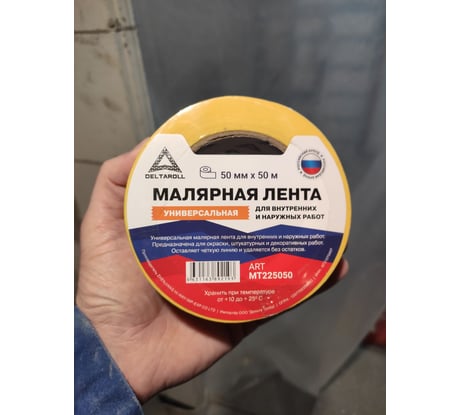 DELTAROLL
50 мм x 50 м
МАЛЯРНАЯ ЛЕНТА
УНИВЕРСАЛЬНАЯ
ДЛЯ ВНУТРЕННИХ
И НАРУЖНЫХ РАБОТ
Универсальная малярная лента для внутренних и наружных работ.
Предназначена для окраски, штукатурных и декоративных работ.
Оставляет четкую линию и удаляется без остатков.
ART
MT225050
Хранить при температуре
от +10 до + 25° С